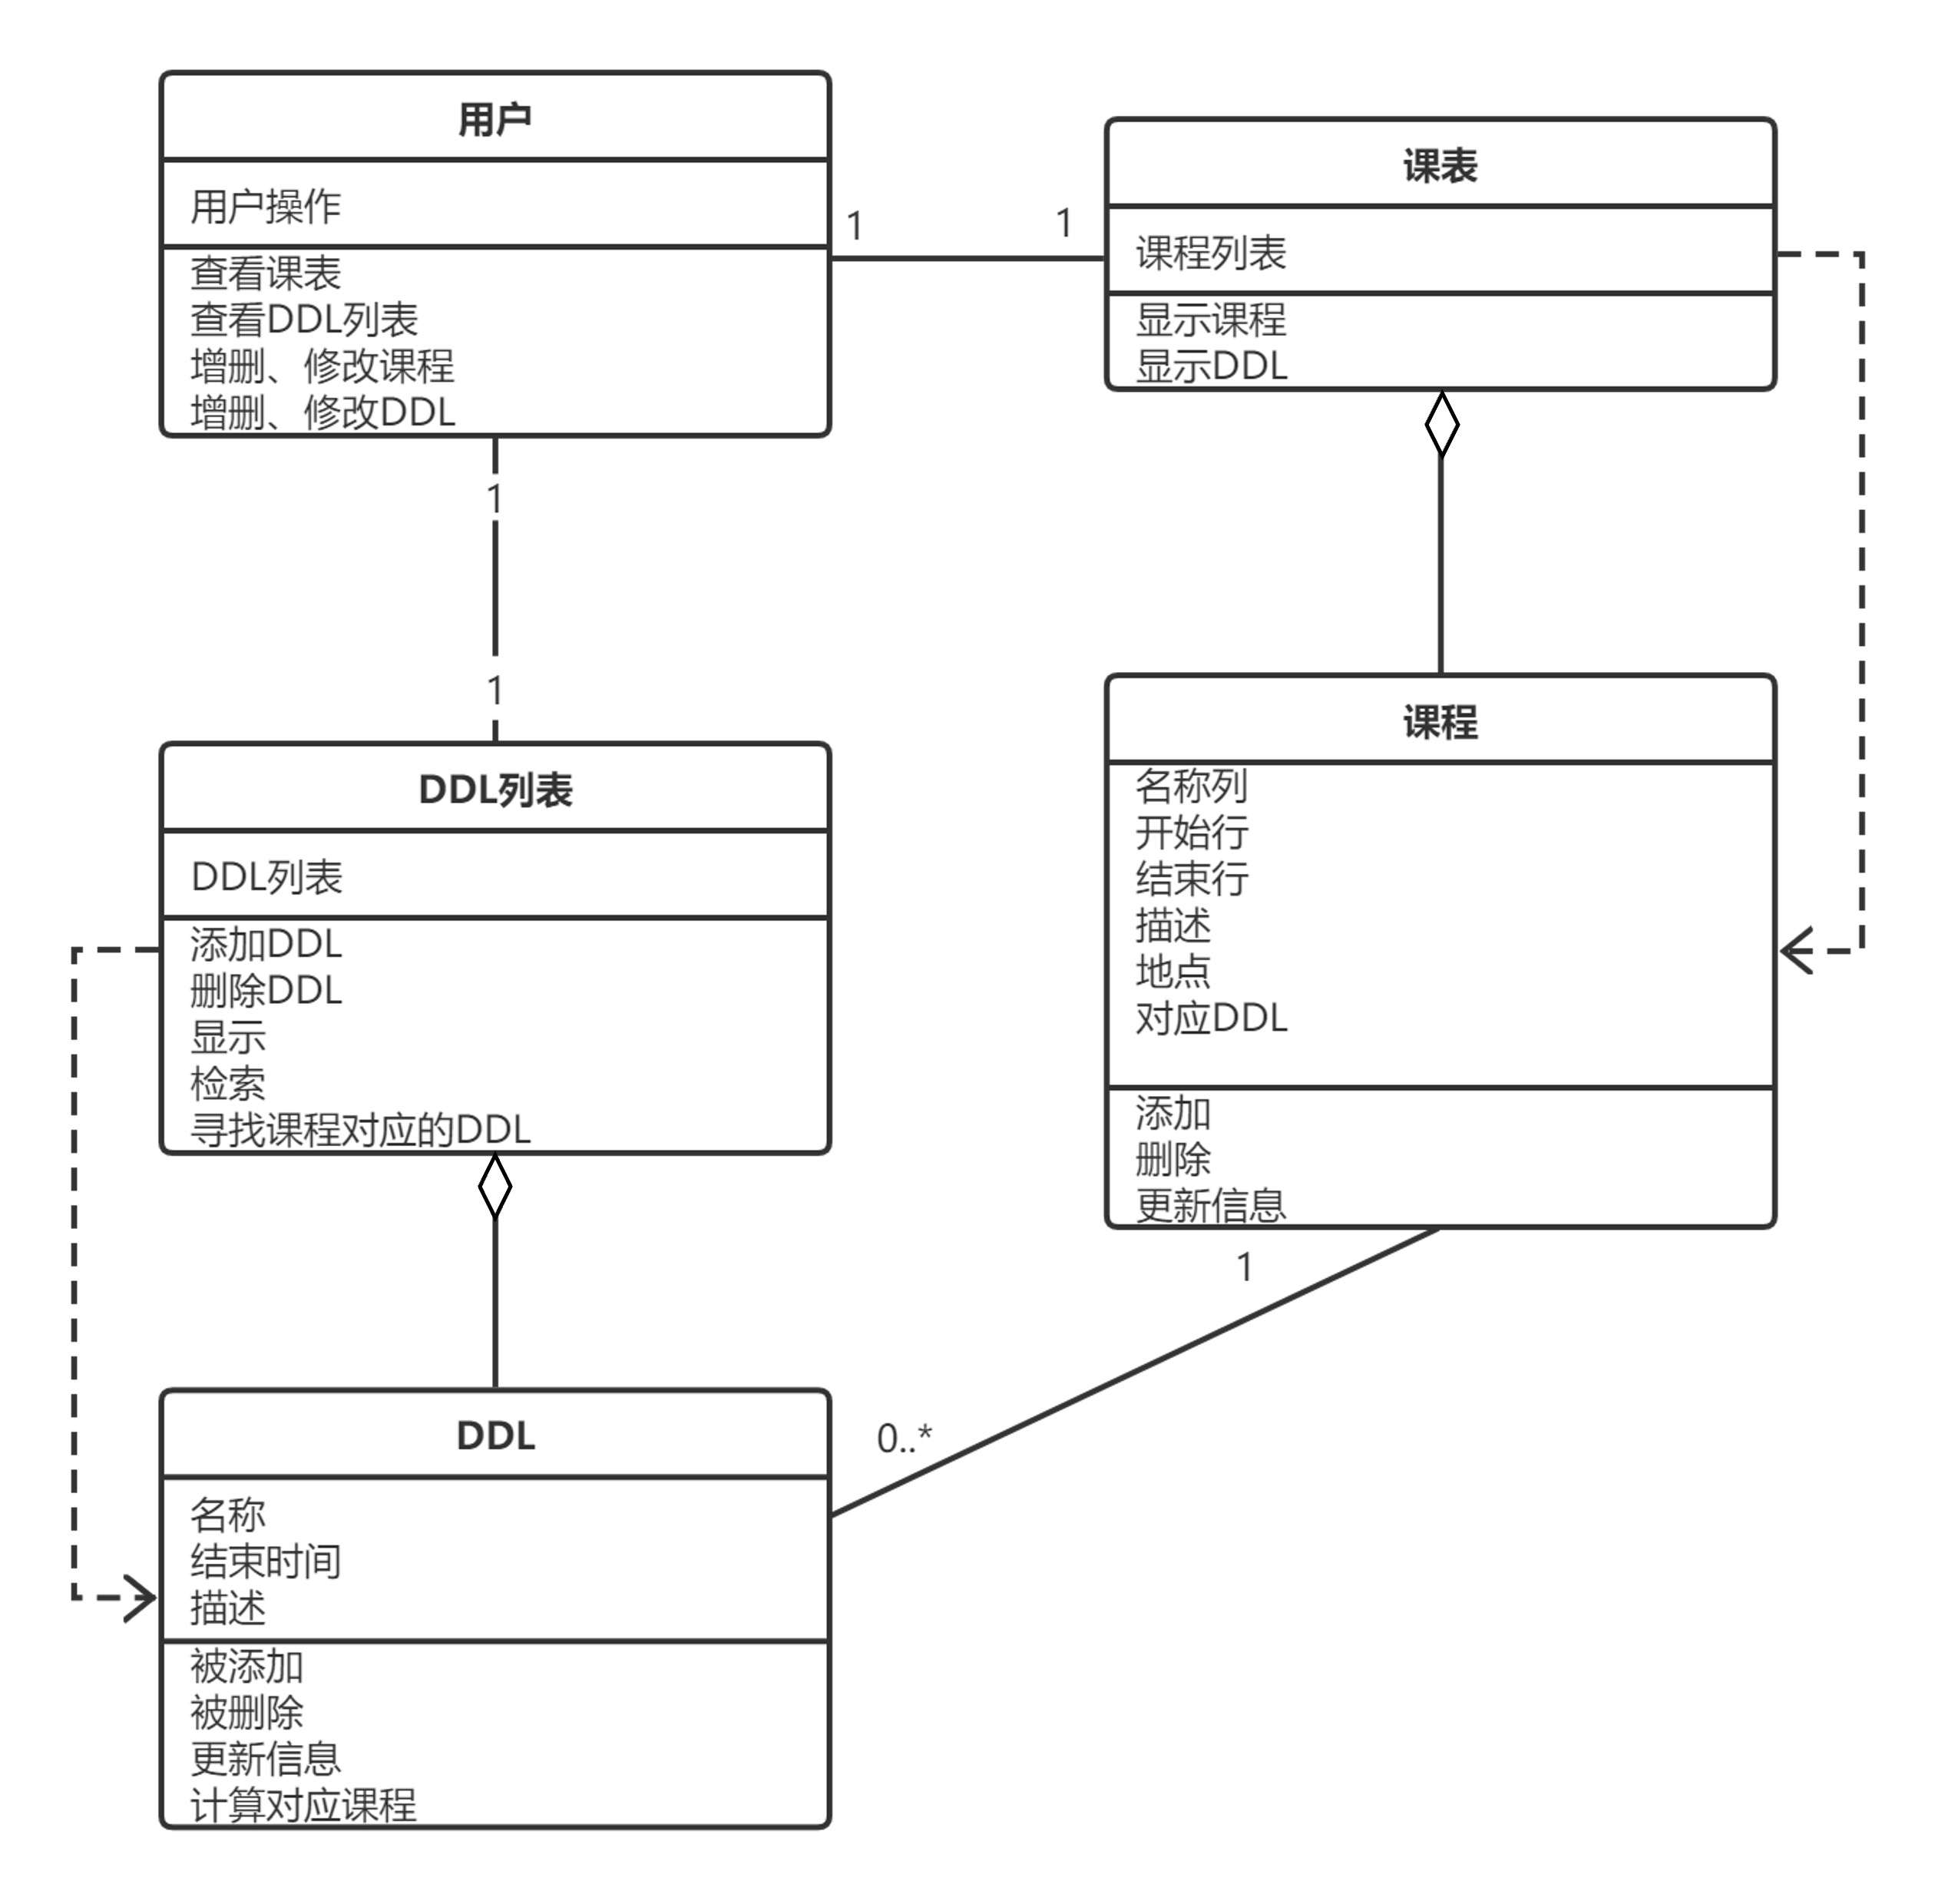 用户
用户操作
查看课表
查看DDL列表
增删、修改课程
增删、修改DDL
1
1
课表
课程列表
显示课程
显示DDL
1
1
DDL列表
DDL列表
添加DDL
删除DDL
显示
检索
寻找课程对应的DDL
课程
名称列
开始行
结束行
描述
地点
对应DDL
添加
删除
更新信息
1
0..*
DDL
名称
结束时间
描述
被添加
被删除
更新信息
计算对应课程